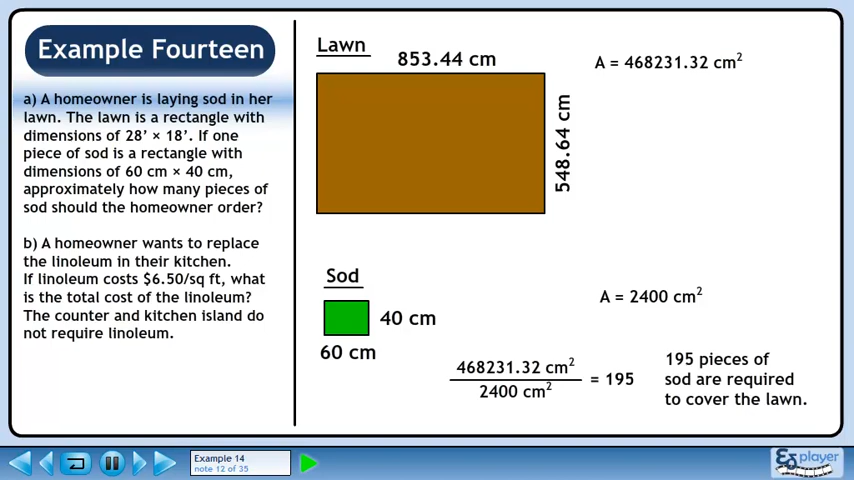 Example Fourteen
a) A homeowner is laying sod in her
lawn. The lawn is a rectangle with
dimensions of 28’ × 18’. If one
piece of sod is a rectangle with
dimensions of 60 cm × 40 cm,
approximately how many pieces of
sod should the homeowner order?
b) A homeowner wants to replace
the linoleum in their kitchen.
If linoleum costs $6.50/sq ft, what
is the total cost of the linoleum?
The counter and kitchen island do
not require linoleum.
Lawn
853.44 cm
548.64 cm
A = 468231.32 cm²
Sod
40 cm
60 cm
A = 2400 cm²
468231.32 cm²
2400 cm²
= 195
195 pieces of
sod are required
to cover the lawn.
Example 14
note 12 of 35
player